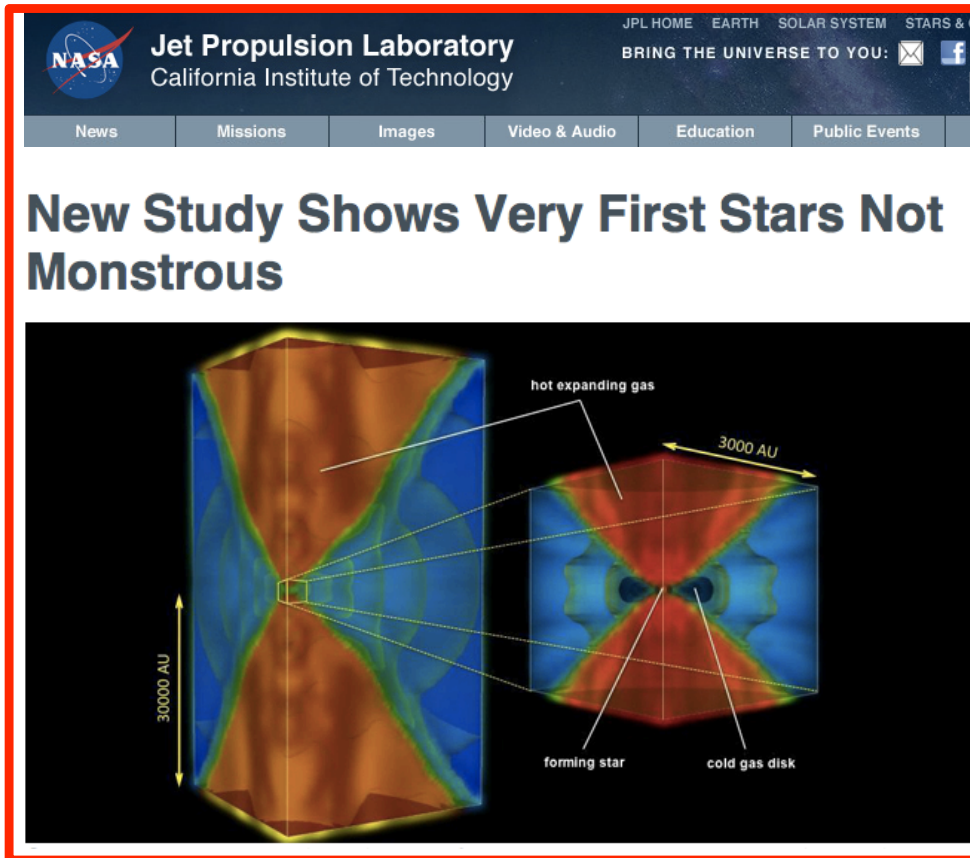 JPL HOME EARTH SOLAR SYSTEM STARS &
NASA
Jet Propulsion Laboratory
BRING THE UNIVERSE TO YOU:
California Institute of Technology
News Missions Images Video & Audio Education Public Events
New Study Shows Very First Stars Not
Monstrous
hot expanding gas
3000 AU
30000 AU
forming star
cold gas disk